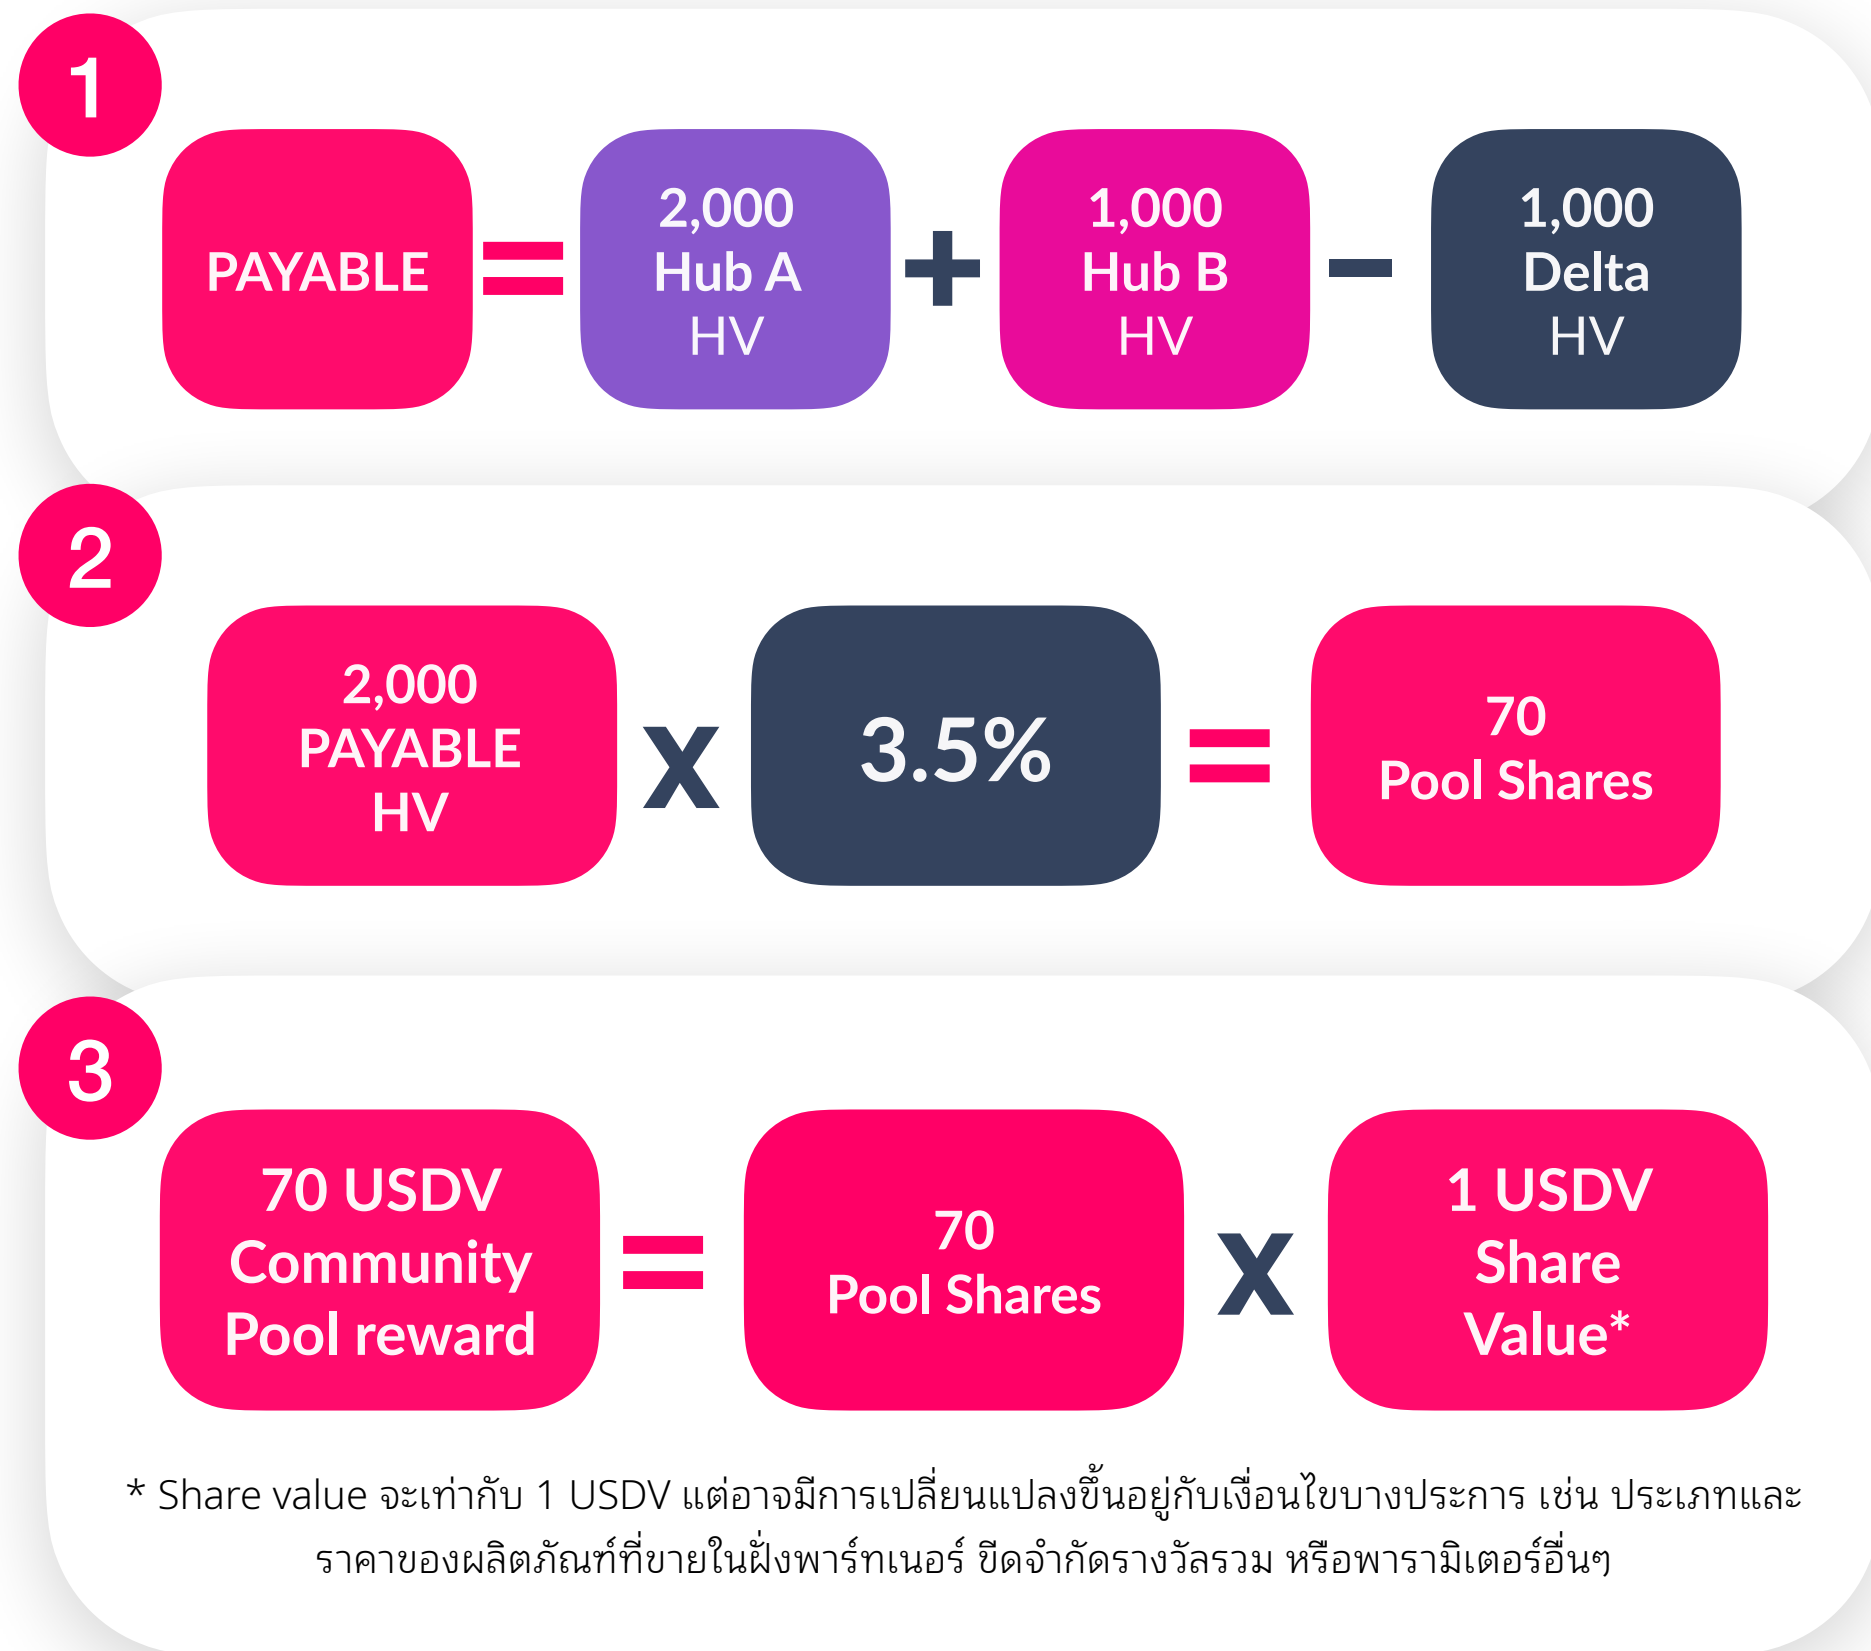 1
PAYABLE
=
2,000
Hub A
HV
+
1,000
Hub B
HV
-
1,000
Delta
HV
2
2,000
PAYABLE
HV
x
3.5%
=
70
Pool Shares
3
70 USDV
Community
Pool reward
=
70
Pool Shares
x
1 USDV
Share
Value*
* Share value จะเท่ากับ 1 USDV แต่อาจมีการเปลี่ยนแปลงขึ้นอยู่กับเงื่อนไขบางประการ เช่น ประเภทและ
ราคาของผลิตภัณฑ์ที่ขายในฝั่งพาร์ทเนอร์ ขีดจำกัดรางวัลรวม หรือพารามิเตอร์อื่นๆ